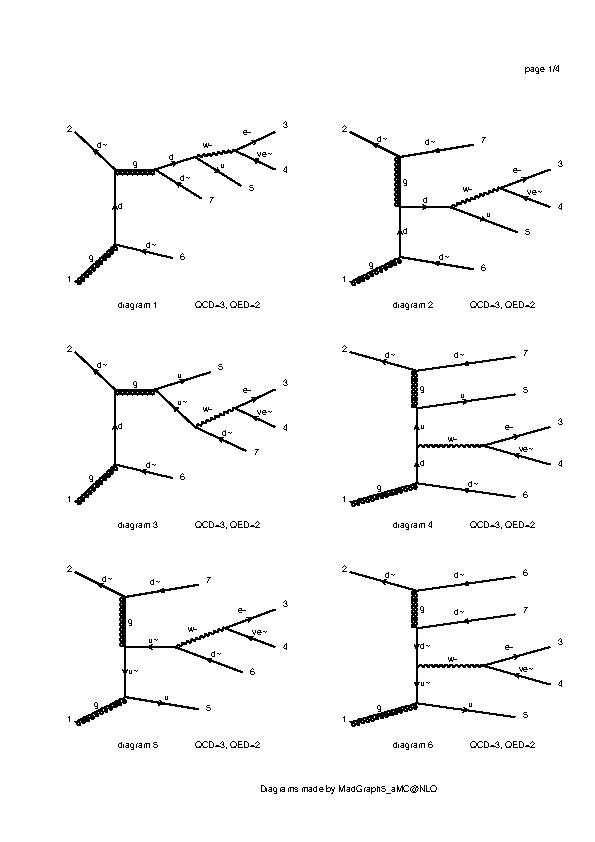 page 1/4
2 d~ g d w- e- 3
ve~ 4
u 5
d~ 7
d
g d~ 6
1
diagram 1 QCD=3, QED=2
2 d~ d~ 7
g e- 3
w- ve~ 4
d u 5
d
g d~ 6
1
diagram 2 QCD=3, QED=2
2 d~ g u 5
u~ w- e- 3
ve~ 4
d~ 7
d
g d~ 6
1
diagram 3 QCD=3, QED=2
2 d~ d~ 7
g u 5
u w- e- 3
ve~ 4
d
g d~ 6
1
diagram 4 QCD=3, QED=2
2 d~ d~ 7
g e- 3
w- ve~ 4
u~ d~ 6
u~
g u 5
1
diagram 5 QCD=3, QED=2
2 d~ d~ 6
g d~ 7
d~ w- e- 3
ve~ 4
u~
g u 5
1
diagram 6 QCD=3, QED=2
Diagrams made by MadGraph5_aMC@NLO